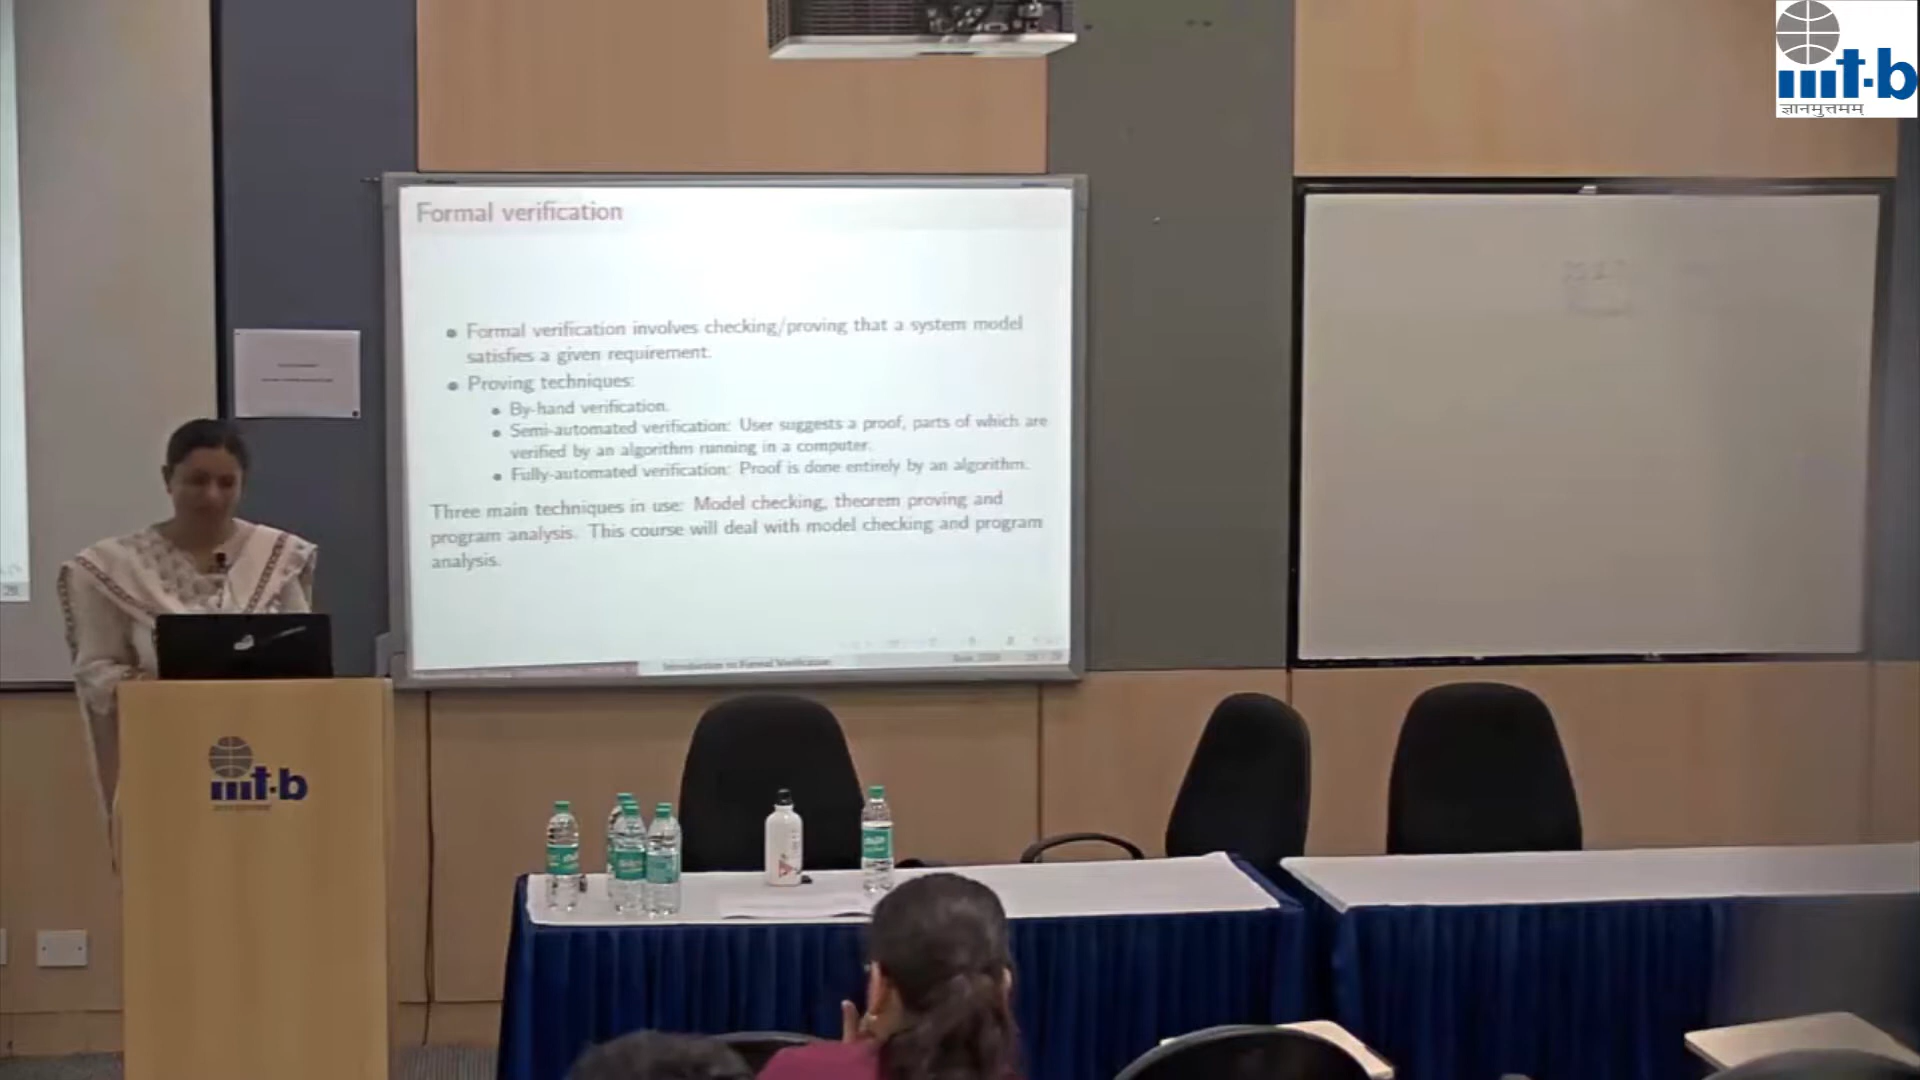 iiit-b
ज्ञानमुत्तमम्
Formal verification
Formal verification involves checking/proving that a system model
satisfies a given requirement.
Proving techniques:
By-hand verification.
Semi-automated verification: User suggests a proof, parts of which are
verified by an algorithm running in a computer.
Fully-automated verification: Proof is done entirely by an algorithm.
Three main techniques in use: Model checking, theorem proving and
program analysis. This course will deal with model checking and program
analysis.
Introduction to Formal Verification
28
iiit-b